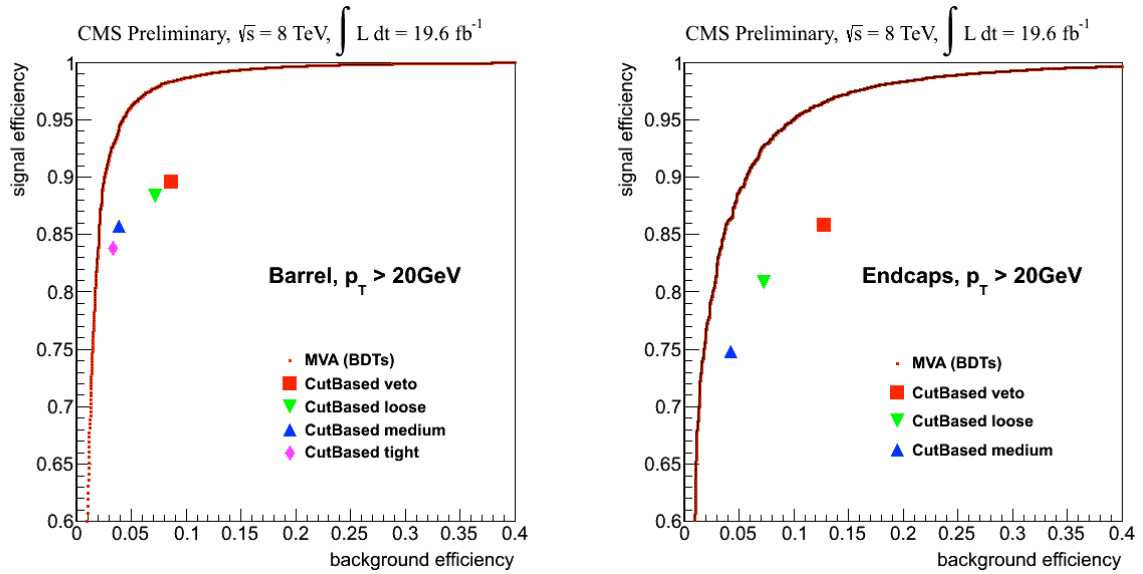 CMS Preliminary, √s = 8 TeV, ∫ L dt = 19.6 fb⁻¹
signal efficiency
1
0.95
0.9
0.85
0.8
0.75
0.7
0.65
0.6
Barrel, p_T > 20GeV
MVA (BDTs)
CutBased veto
CutBased loose
CutBased medium
CutBased tight
0 0.05 0.1 0.15 0.2 0.25 0.3 0.35 0.4
background efficiency
CMS Preliminary, √s = 8 TeV, ∫ L dt = 19.6 fb⁻¹
signal efficiency
1
0.95
0.9
0.85
0.8
0.75
0.7
0.65
0.6
Endcaps, p_T > 20GeV
MVA (BDTs)
CutBased veto
CutBased loose
CutBased medium
0 0.05 0.1 0.15 0.2 0.25 0.3 0.35 0.4
background efficiency